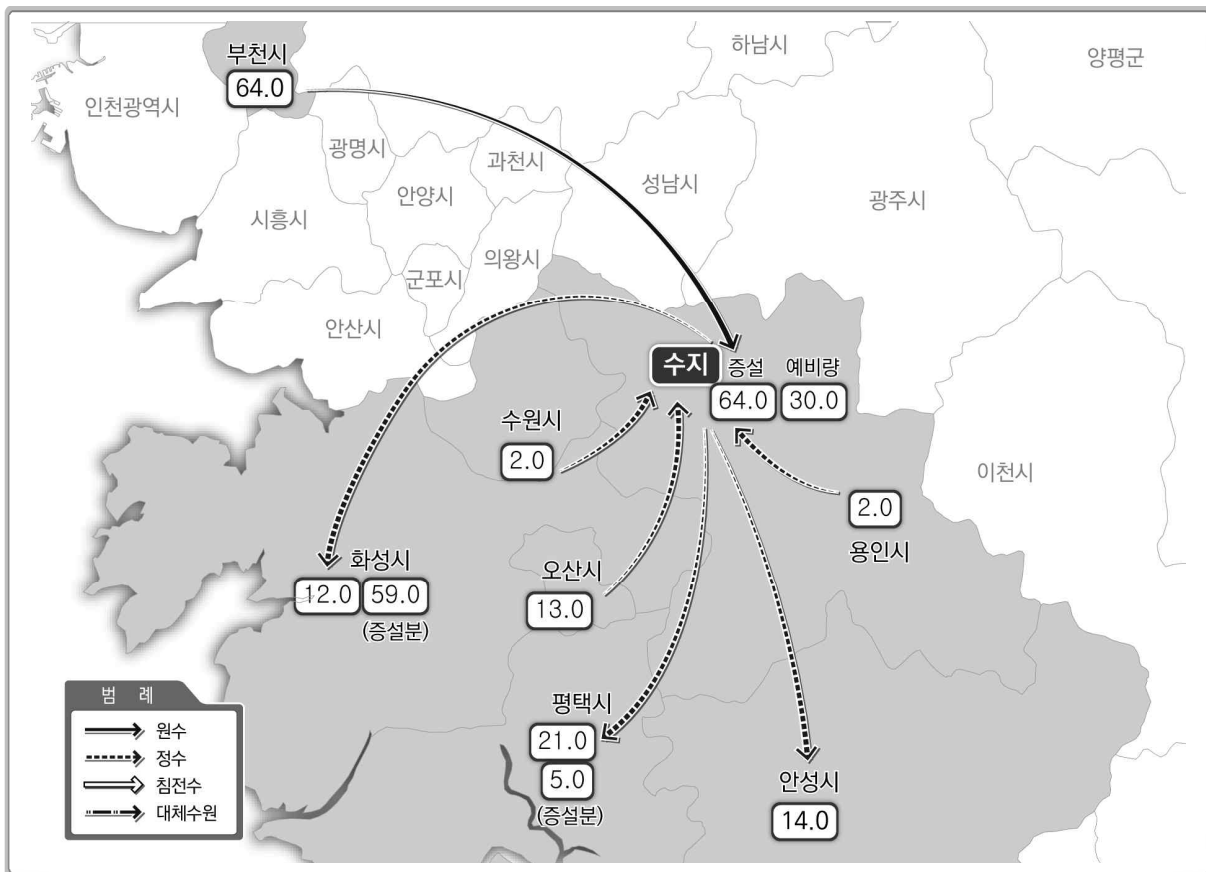 하남시
양평군
부천시
64.0
인천광역시
광명시
과천시
안양시
성남시
광주시
시흥시
의왕시
군포시
안산시
수지
증설
예비량
64.0
30.0
수원시
2.0
이천시
2.0
용인시
화성시
12.0
59.0
(증설분)
오산시
13.0
평택시
21.0
5.0
(증설분)
안성시
14.0
범 례
원수
정수
침전수
대체수원